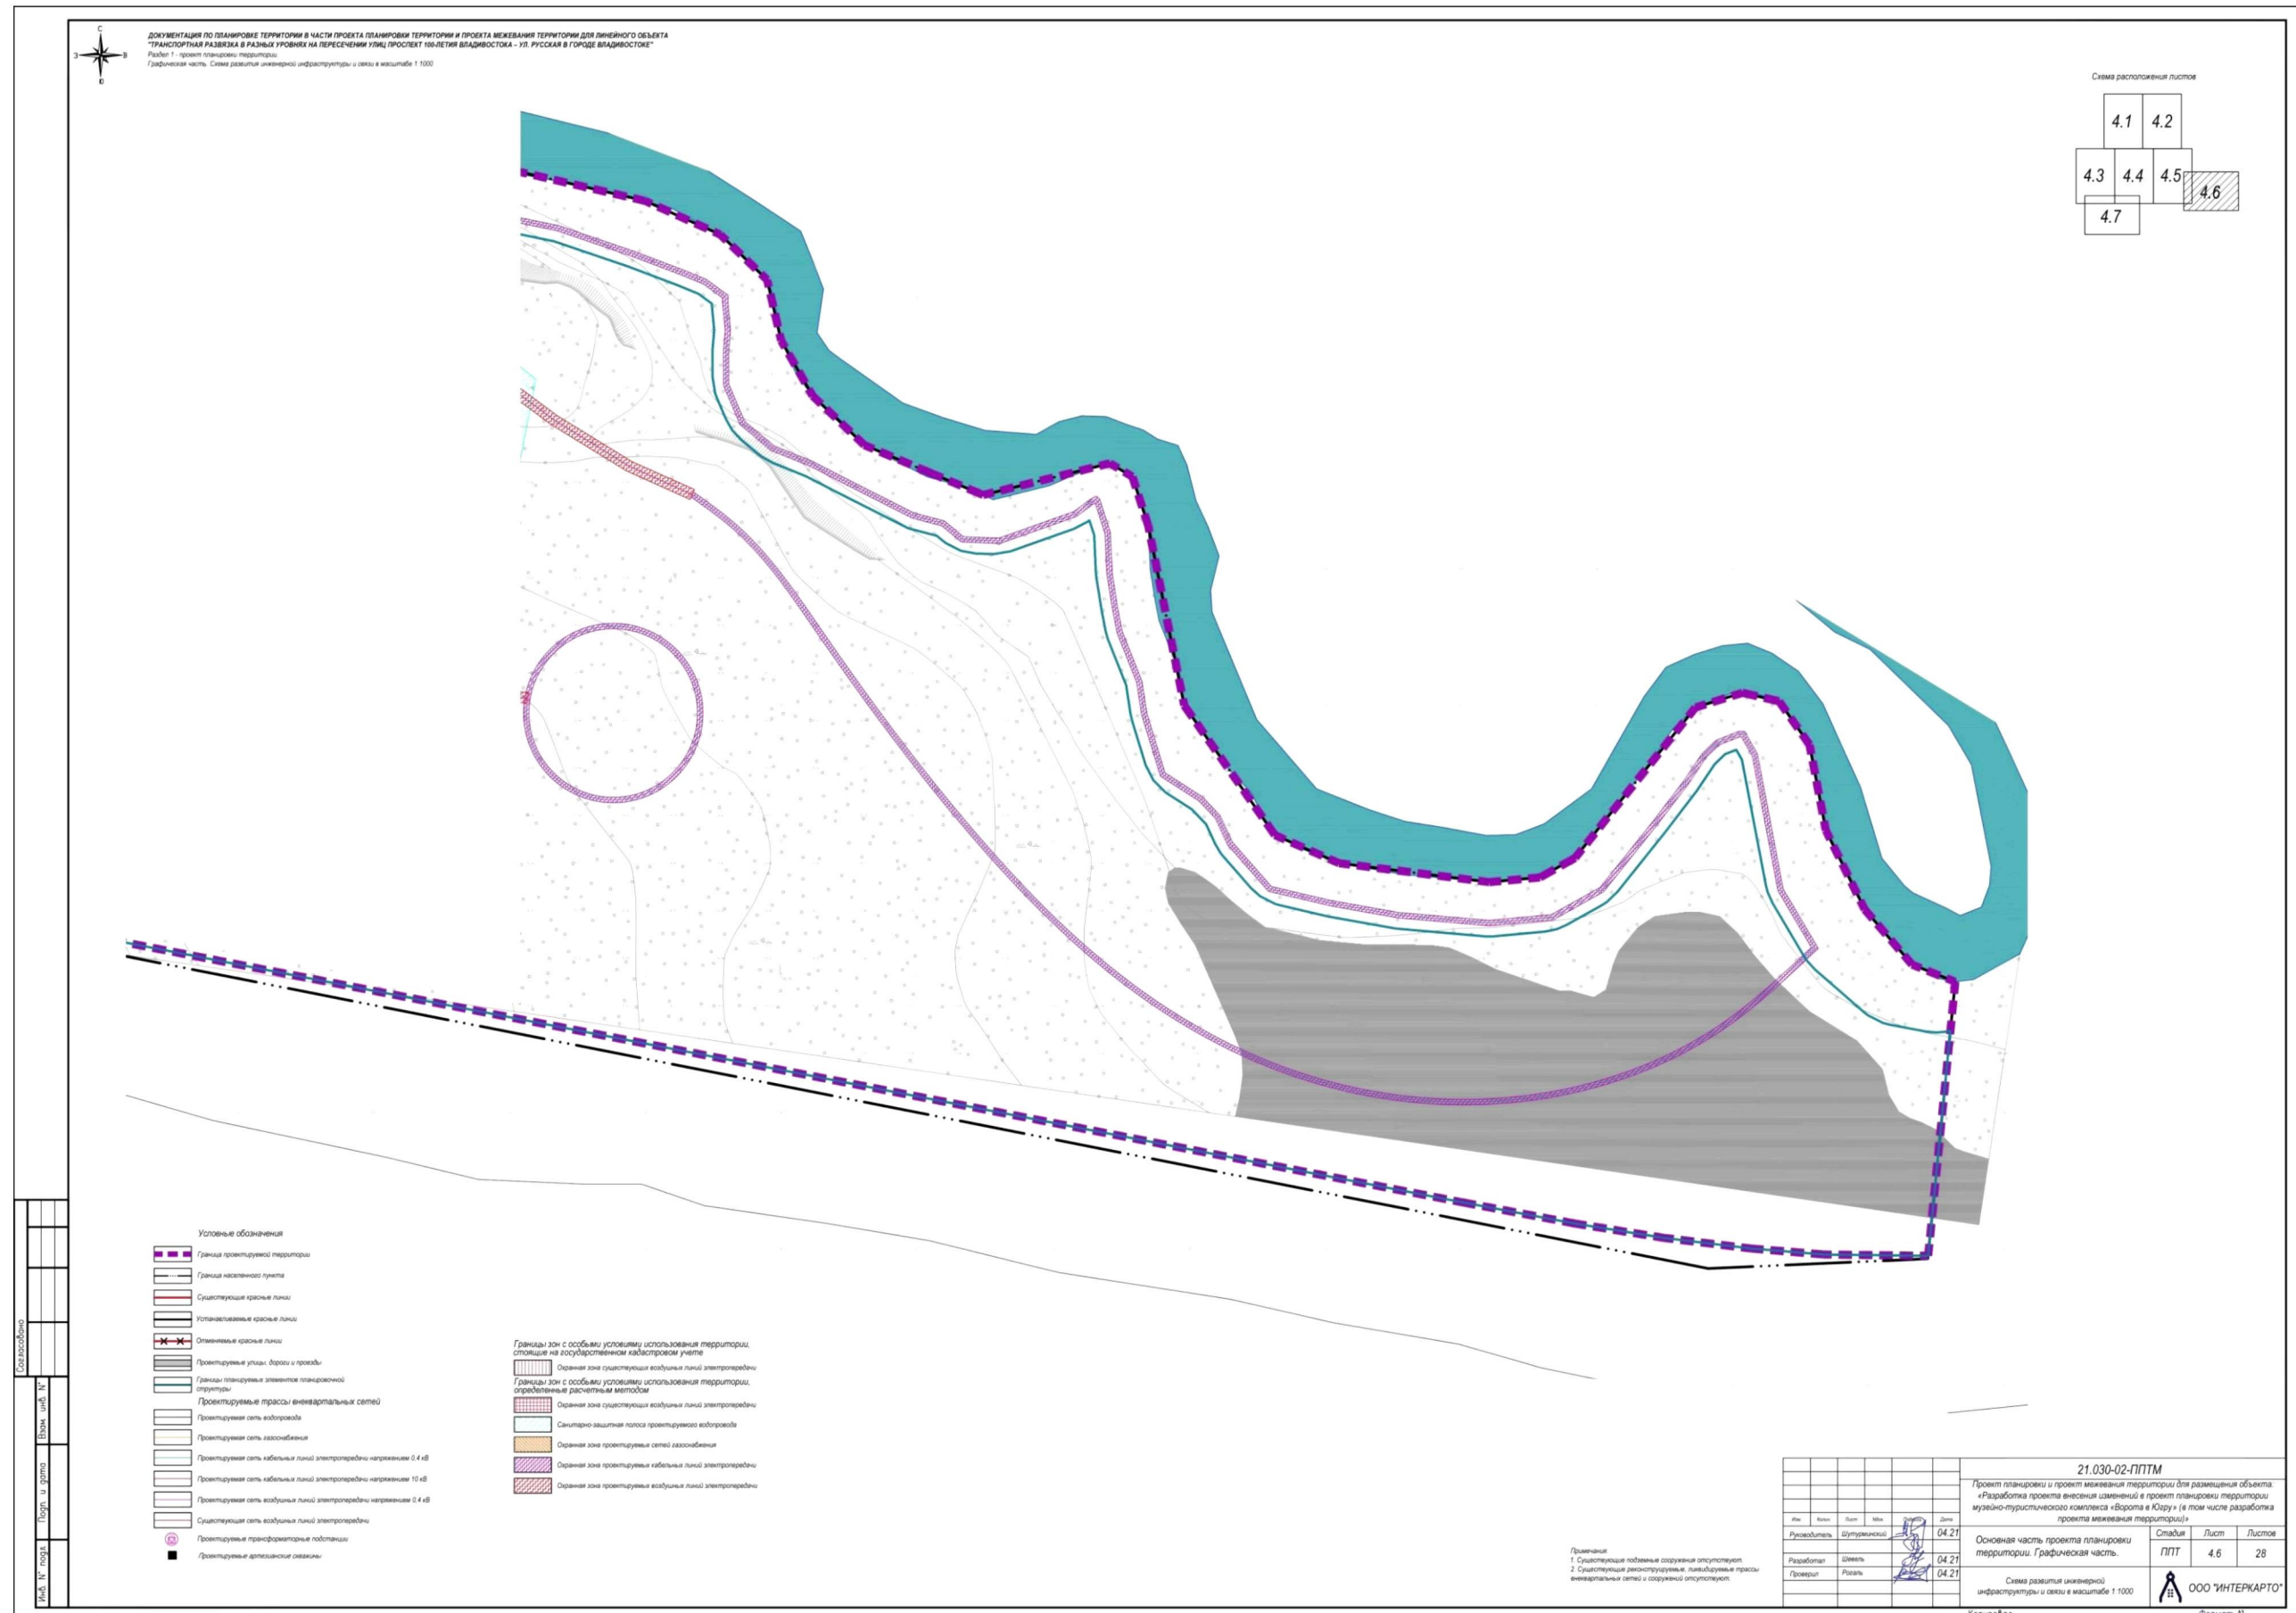 С
З
В
Ю
ДОКУМЕНТАЦИЯ ПО ПЛАНИРОВКЕ ТЕРРИТОРИИ В ЧАСТИ ПРОЕКТА ПЛАНИРОВКИ ТЕРРИТОРИИ И ПРОЕКТА МЕЖЕВАНИЯ ТЕРРИТОРИИ ДЛЯ ЛИНЕЙНОГО ОБЪЕКТА
"ТРАНСПОРТНАЯ РАЗВЯЗКА В РАЗНЫХ УРОВНЯХ НА ПЕРЕСЕЧЕНИИ УЛИЦ ПРОСПЕКТ 100-ЛЕТИЯ ВЛАДИВОСТОКА – УЛ. РУССКАЯ В ГОРОДЕ ВЛАДИВОСТОКЕ"
Раздел 1 - проект планировки территории.
Графическая часть. Схема развития инженерной инфраструктуры и связи в масштабе 1:1000
Схема расположения листов
4.1 4.2
4.3 4.4 4.5 4.6
4.7
Условные обозначения
Граница проектируемой территории
Граница населенного пункта
Существующие красные линии
Устанавливаемые красные линии
Отменяемые красные линии
Проектируемые улицы, дороги и проезды
Границы планируемых элементов планировочной
структуры
Проектируемые трассы внеквартальных сетей
Проектируемая сеть водопровода
Проектируемая сеть газоснабжения
Проектируемая сеть кабельных линий электропередачи напряжением 0,4 кВ
Проектируемая сеть кабельных линий электропередачи напряжением 10 кВ
Проектируемая сеть воздушных линий электропередачи напряжением 0,4 кВ
Существующая сеть воздушных линий электропередачи
Проектируемые трансформаторные подстанции
Проектируемые артезианские скважины
Границы зон с особыми условиями использования территории,
стоящие на государственном кадастровом учете
Охранная зона существующих воздушных линий электропередачи
Границы зон с особыми условиями использования территории,
определенные расчетным методом
Охранная зона существующих воздушных линий электропередачи
Санитарно-защитная полоса проектируемого водопровода
Охранная зона проектируемых сетей газоснабжения
Охранная зона проектируемых кабельных линий электропередачи
Охранная зона проектируемых воздушных линий электропередачи
Согласовано
Взам. инв. N°
Подп. и дата
Инв. N° подл.
Примечания:
1. Существующие подземные сооружения отсутствуют.
2. Существующие реконструируемые, ликвидируемые трассы
внеквартальных сетей и сооружений отсутствуют.
21.030-02-ППТМ
Проект планировки и проект межевания территории для размещения объекта:
«Разработка проекта внесения изменений в проект планировки территории
музейно-туристического комплекса «Ворота в Югру» (в том числе разработка
проекта межевания территории)»
Изм. Колич. Лист №док. Подпись Дата
Руководитель Шутурминский 04.21
Разработал Шевель 04.21
Проверил Рогаль 04.21
Основная часть проекта планировки
территории. Графическая часть.
Стадия Лист Листов
ППТ 4.6 28
Схема развития инженерной
инфраструктуры и связи в масштабе 1:1000
ООО "ИНТЕРКАРТО"